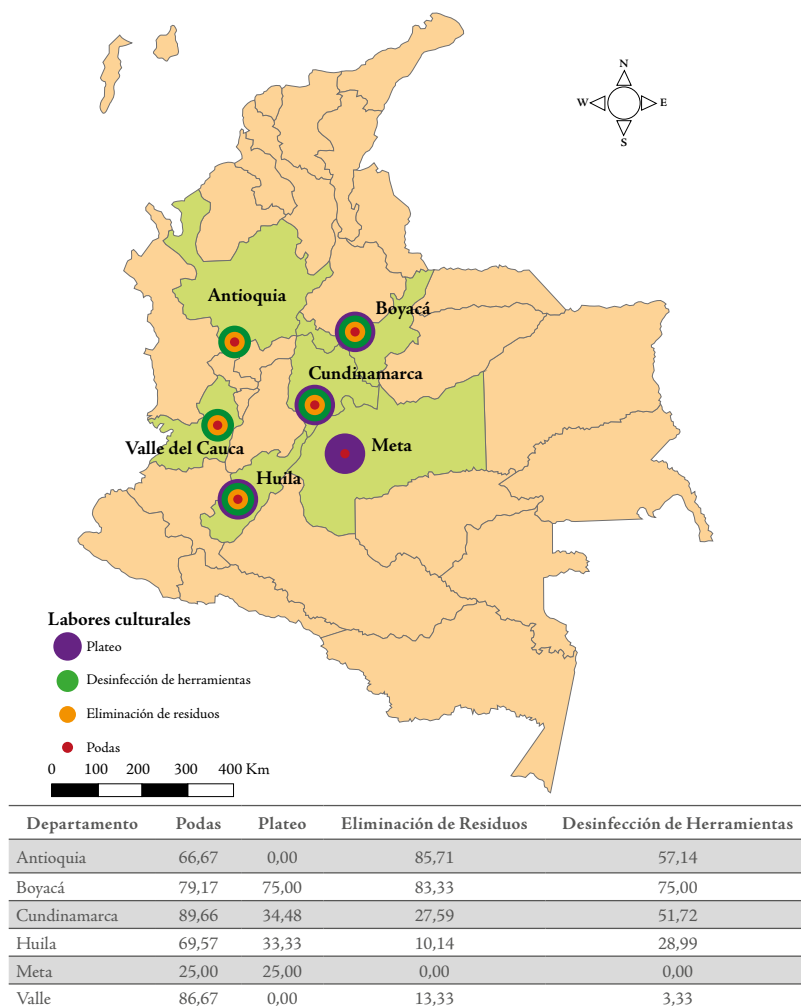 N
W E
S
Antioquia
Boyacá
Cundinamarca
Valle del Cauca
Meta
Huila
Labores culturales
Plateo
Desinfección de herramientas
Eliminación de residuos
Podas
0 100 200 300 400 Km
Departamento Podas Plateo Eliminación de Residuos Desinfección de Herramientas
Antioquia 66,67 0,00 85,71 57,14
Boyacá 79,17 75,00 83,33 75,00
Cundinamarca 89,66 34,48 27,59 51,72
Huila 69,57 33,33 10,14 28,99
Meta 25,00 25,00 0,00 0,00
Valle 86,67 0,00 13,33 3,33